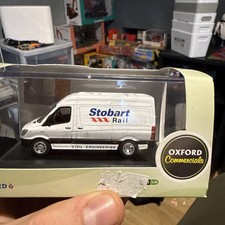 Stobart
Rail
CIVIL ENGINEERING
OXFORD
Commercials